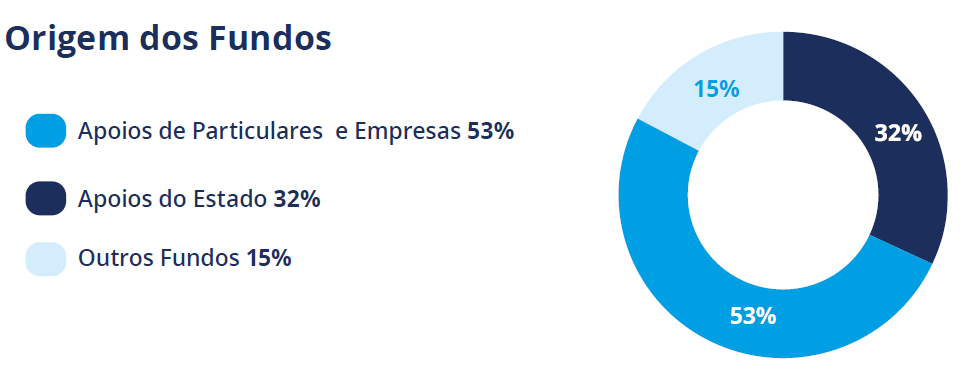 Origem dos Fundos
Apoios de Particulares e Empresas 53%
Apoios do Estado 32%
Outros Fundos 15%
15%
32%
53%